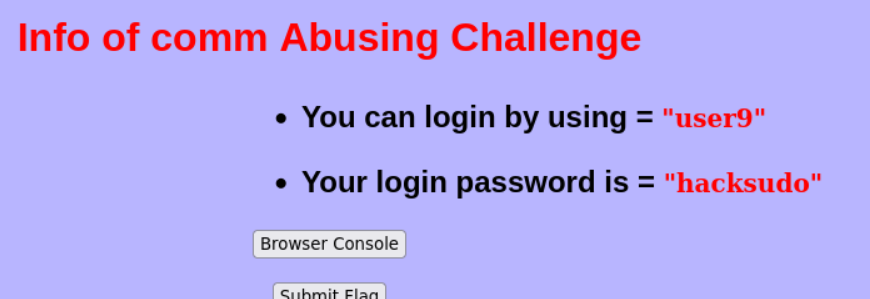 Info of comm Abusing Challenge
• You can login by using = "user9"
• Your login password is = "hacksudo"
Browser Console
Submit Flag